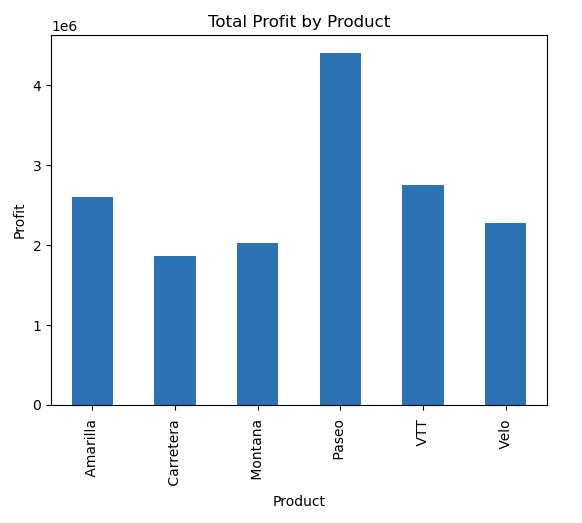 Total Profit by Product
1e6
4
3
2
1
0
Profit
Amarilla
Carretera
Montana
Paseo
VTT
Velo
Product